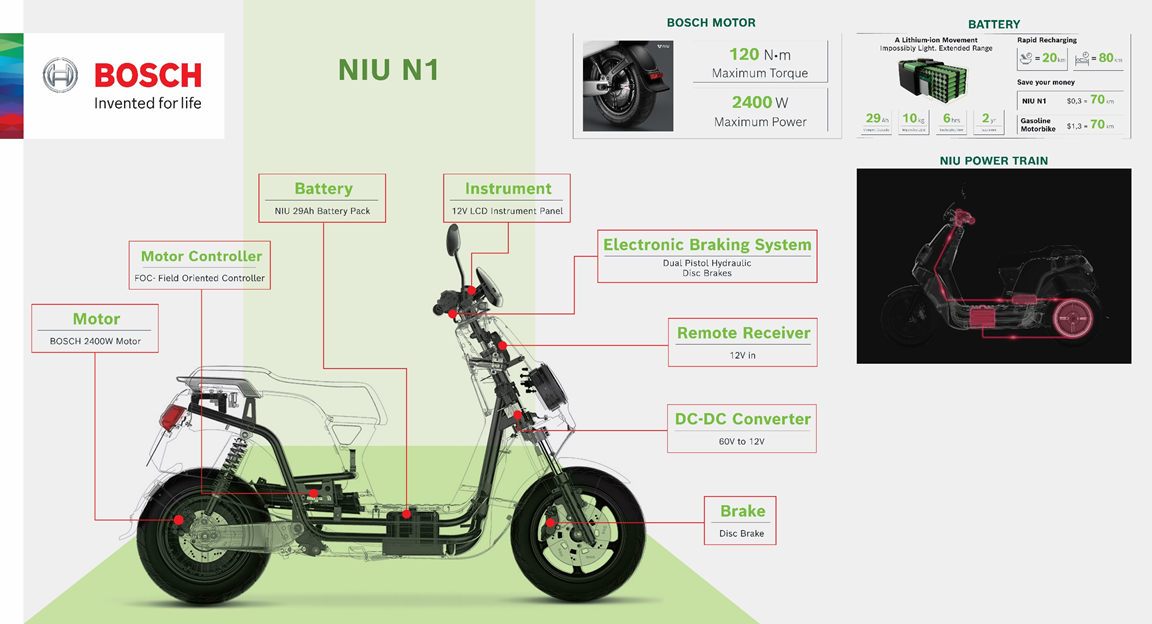 BOSCH
Invented for life
NIU N1
BOSCH MOTOR
120 N•m
Maximum Torque
2400 W
Maximum Power
BATTERY
A Lithium-ion Movement
Impossibly Light. Extended Range
29 Ah
10 kg
6 hrs
2 yr
Rapid Recharging
= 20 km
= 80 km
Save your money
NIU N1 $0,3 = 70 km
Gasoline
Motorbike $1,3 = 70 km
NIU POWER TRAIN
Battery
NIU 29Ah Battery Pack
Instrument
12V LCD Instrument Panel
Motor Controller
FOC- Field Oriented Controller
Electronic Braking System
Dual Pistol Hydraulic
Disc Brakes
Motor
BOSCH 2400W Motor
Remote Receiver
12V in
DC-DC Converter
60V to 12V
Brake
Disc Brake